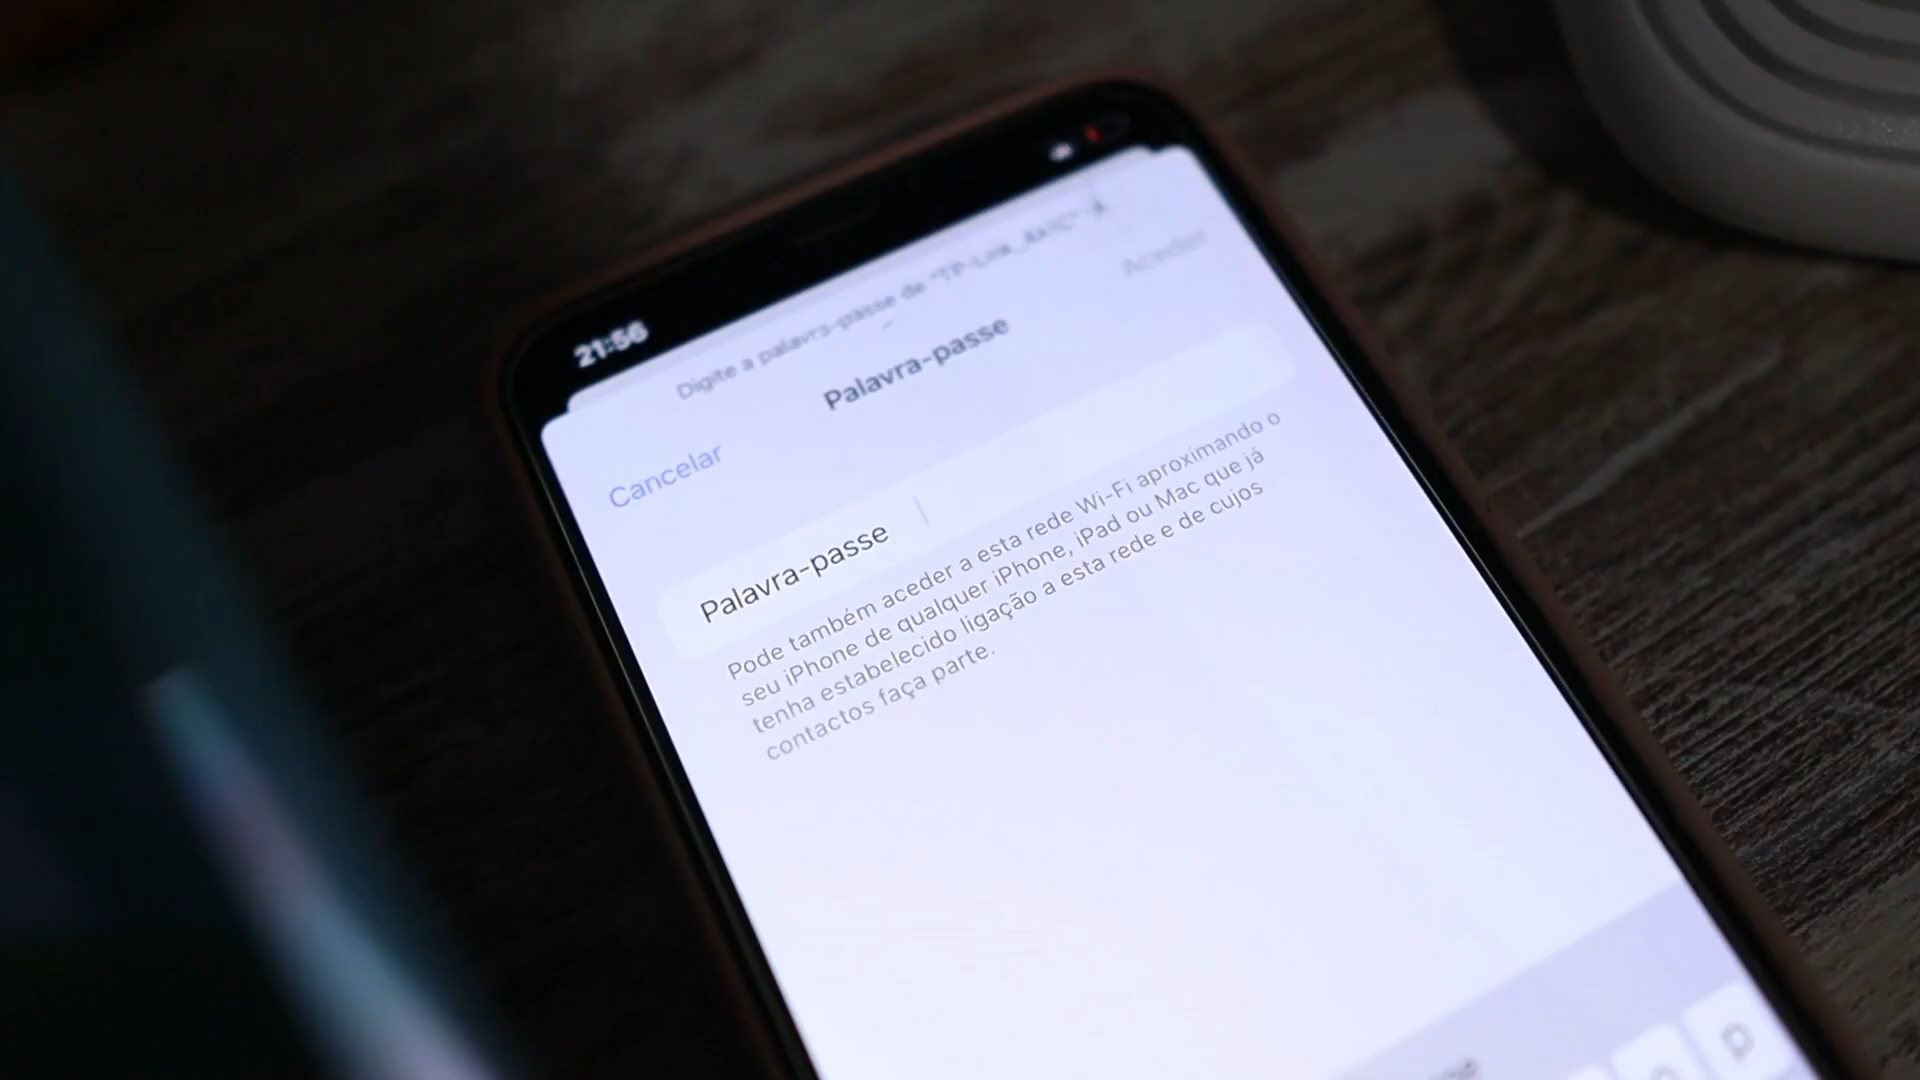 21:56
Digite a palavra-passe de "TP-Link_
Palavra-passe
Aceder
Cancelar
Palavra-passe
Pode também aceder a esta rede Wi-Fi aproximando o
seu iPhone de qualquer iPhone, iPad ou Mac que já
tenha estabelecido ligação a esta rede e de cujos
contactos faça parte.
o p